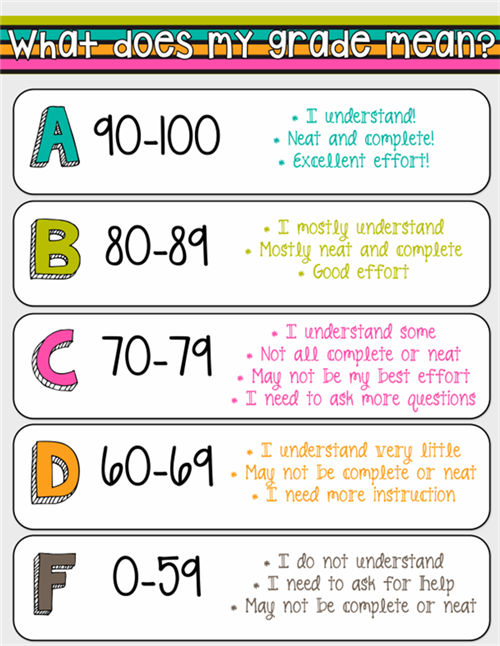 What does my grade mean?
A 90-100
* I understand!
* Neat and complete!
* Excellent effort!
B 80-89
* I mostly understand
* Mostly neat and complete
* Good effort
C 70-79
* I understand some
* Not all complete or neat
* May not be my best effort
* I need to ask more questions
D 60-69
* I understand very little
* May not be complete or neat
* I need more instruction
F 0-59
* I do not understand
* I need to ask for help
* May not be complete or neat